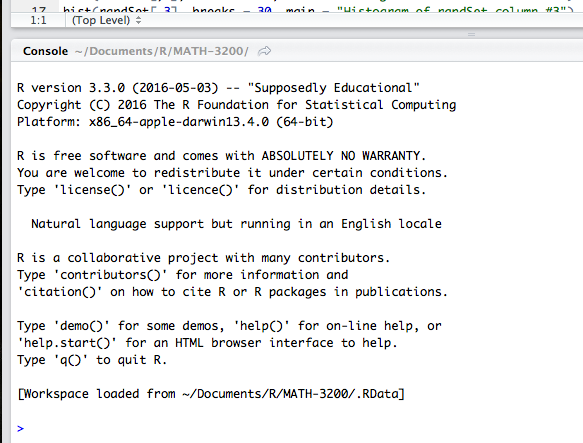 17 hist(randSet[,3], breaks = 30, main = "Histogram of randSet column #3")
1:1 (Top Level)
Console ~/Documents/R/MATH-3200/
R version 3.3.0 (2016-05-03) -- "Supposedly Educational"
Copyright (C) 2016 The R Foundation for Statistical Computing
Platform: x86_64-apple-darwin13.4.0 (64-bit)
R is free software and comes with ABSOLUTELY NO WARRANTY.
You are welcome to redistribute it under certain conditions.
Type 'license()' or 'licence()' for distribution details.
Natural language support but running in an English locale
R is a collaborative project with many contributors.
Type 'contributors()' for more information and
'citation()' on how to cite R or R packages in publications.
Type 'demo()' for some demos, 'help()' for on-line help, or
'help.start()' for an HTML browser interface to help.
Type 'q()' to quit R.
[Workspace loaded from ~/Documents/R/MATH-3200/.RData]
>